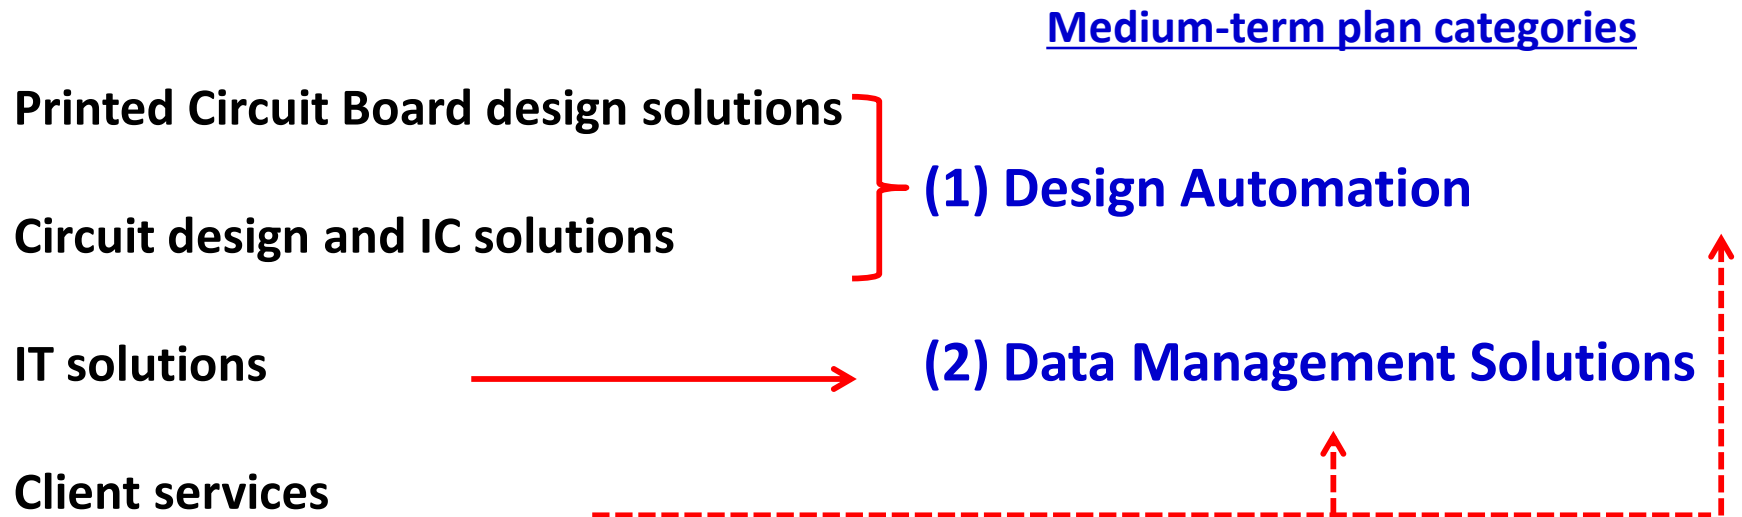 Medium-term plan categories
Printed Circuit Board design solutions
(1) Design Automation
Circuit design and IC solutions
IT solutions
(2) Data Management Solutions
Client services